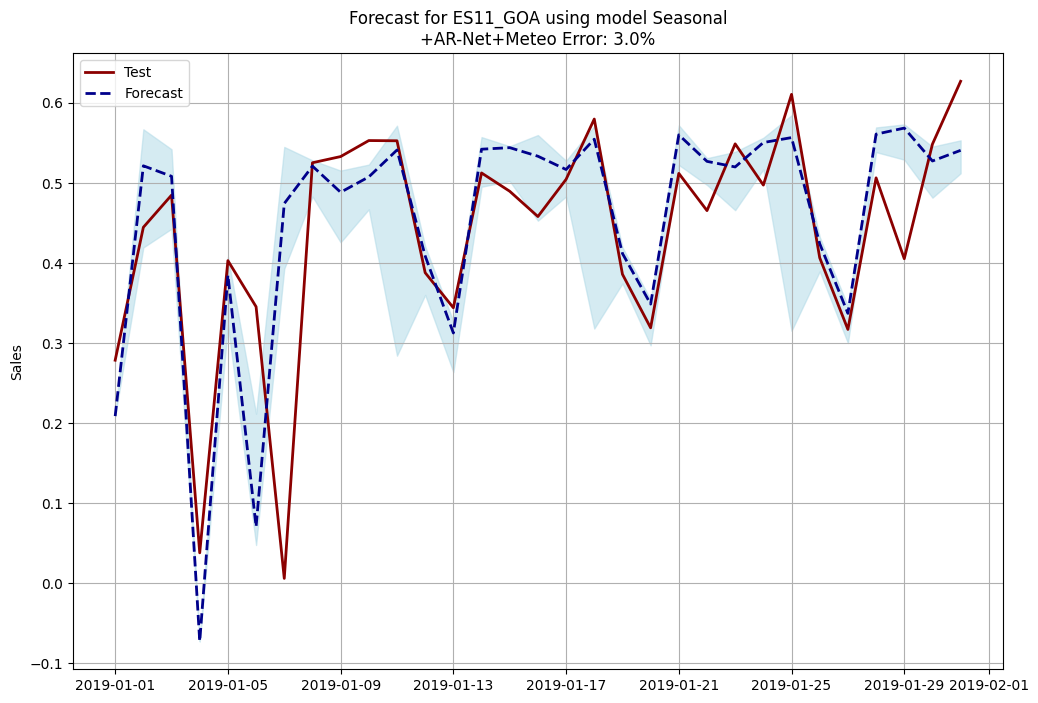 Forecast for ES11_GOA using model Seasonal
+AR-Net+Meteo Error: 3.0%
Test
Forecast
Sales
0.6
0.5
0.4
0.3
0.2
0.1
0.0
−0.1
2019-01-01 2019-01-05 2019-01-09 2019-01-13 2019-01-17 2019-01-21 2019-01-25 2019-01-29 2019-02-01